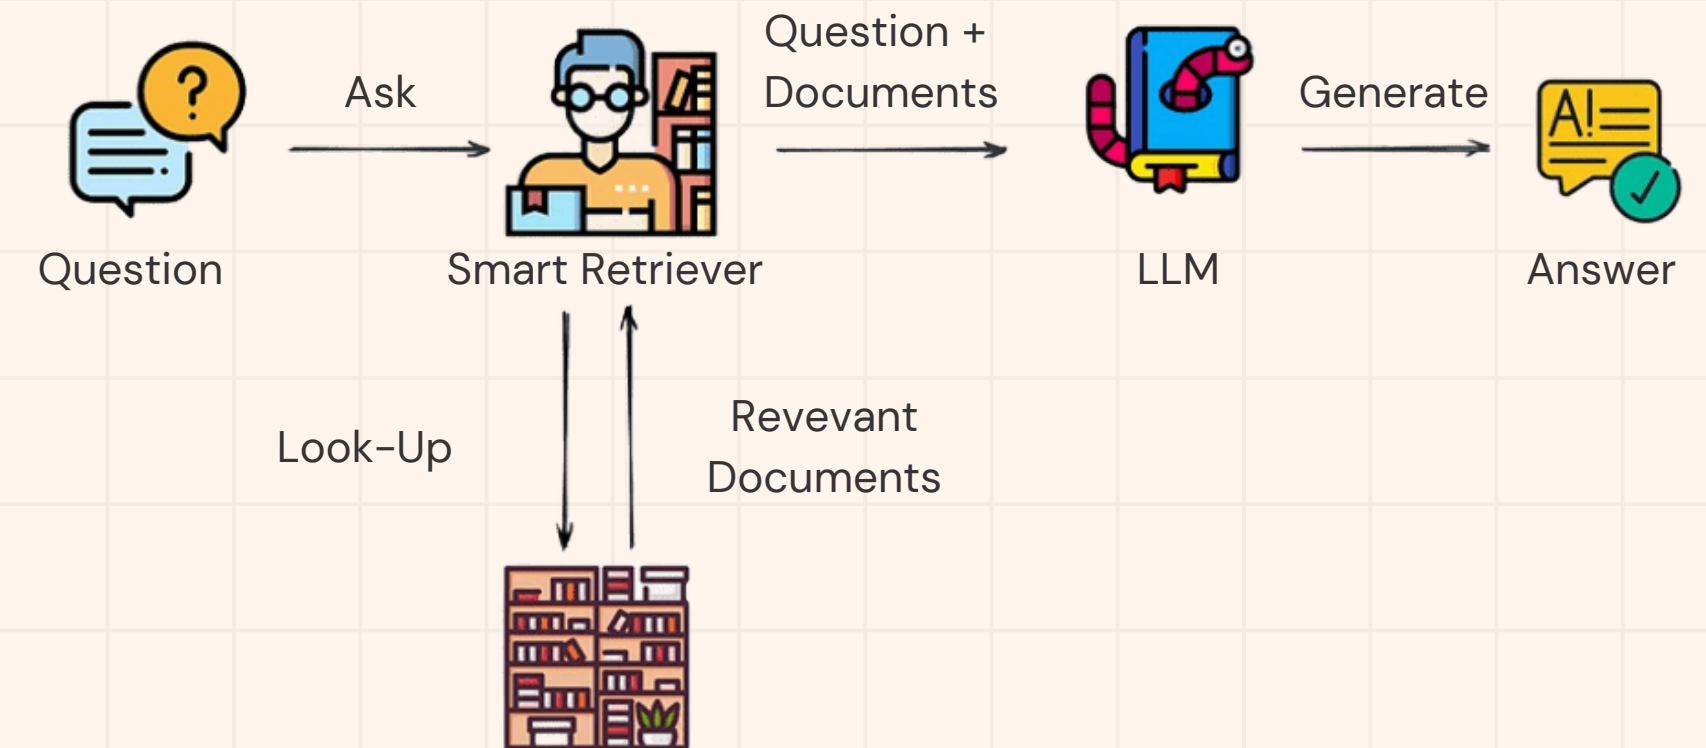 Question +
Ask
Documents
Generate
?
A!
Question
Smart Retriever
LLM
Answer
Look-Up
Revevant
Documents